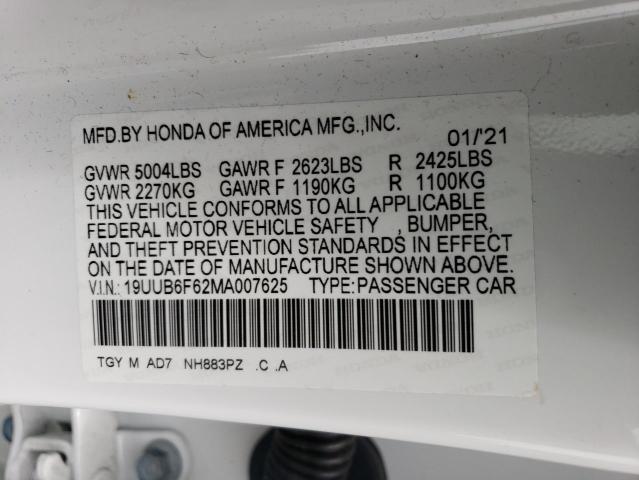 MFD.BY HONDA OF AMERICA MFG.,INC. 01/'21
GVWR 5004LBS GAWR F 2623LBS R 2425LBS
GVWR 2270KG GAWR F 1190KG R 1100KG
THIS VEHICLE CONFORMS TO ALL APPLICABLE
FEDERAL MOTOR VEHICLE SAFETY , BUMPER,
AND THEFT PREVENTION STANDARDS IN EFFECT
ON THE DATE OF MANUFACTURE SHOWN ABOVE.
V.I.N.: 19UUB6F62MA007625 TYPE:PASSENGER CAR
TGY M AD7 NH883PZ .C .A